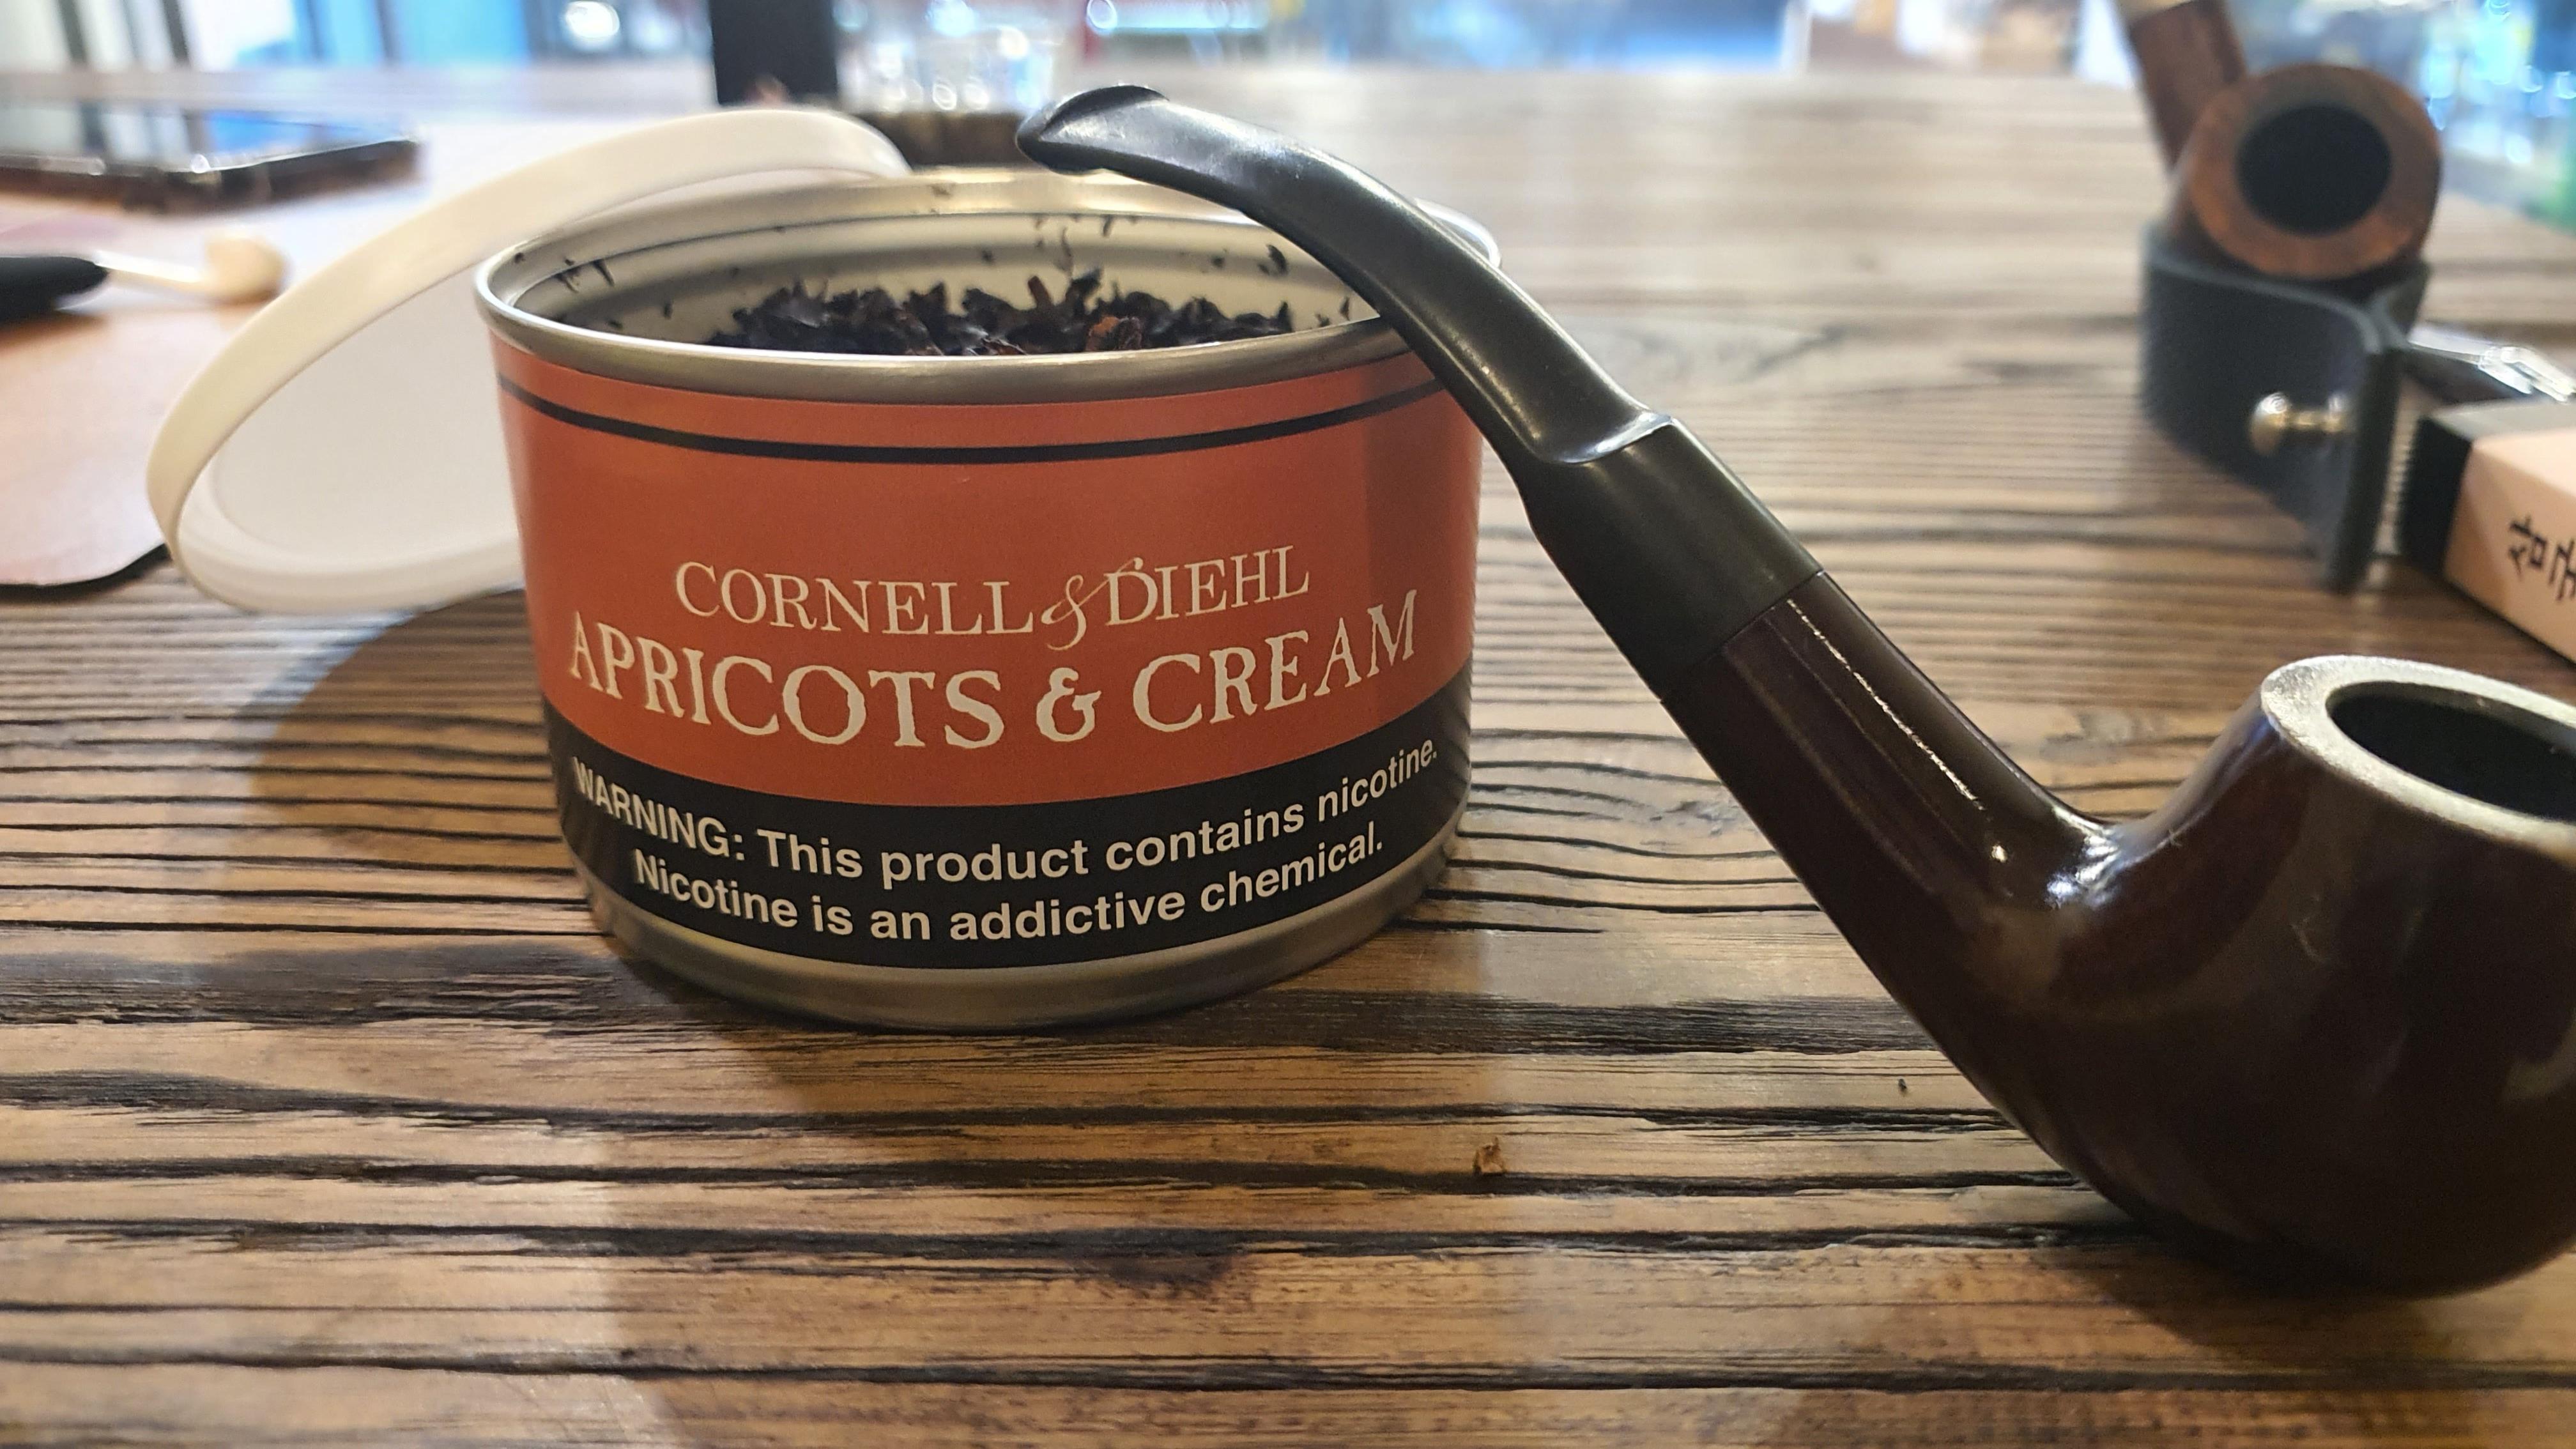 CORNELL & DIEHL
APRICOTS & CREAM
WARNING: This product contains nicotine.
Nicotine is an addictive chemical.